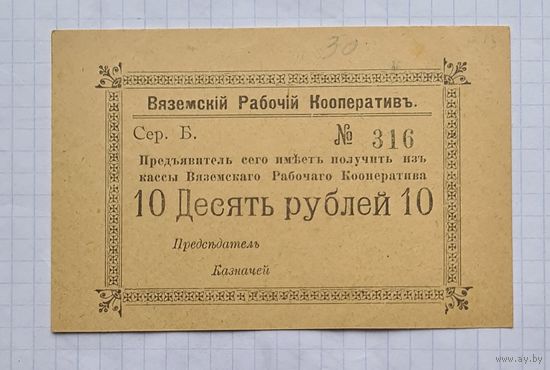 30
Вяземскій Рабочій Кооперативъ.
Сер. Б. № 316
Предъявитель сего имѣетъ получить изъ
кассы Вяземскаго Рабочаго Кооператива
10 Десять рублей 10
Предсѣдатель
Казначей
www.ay.by